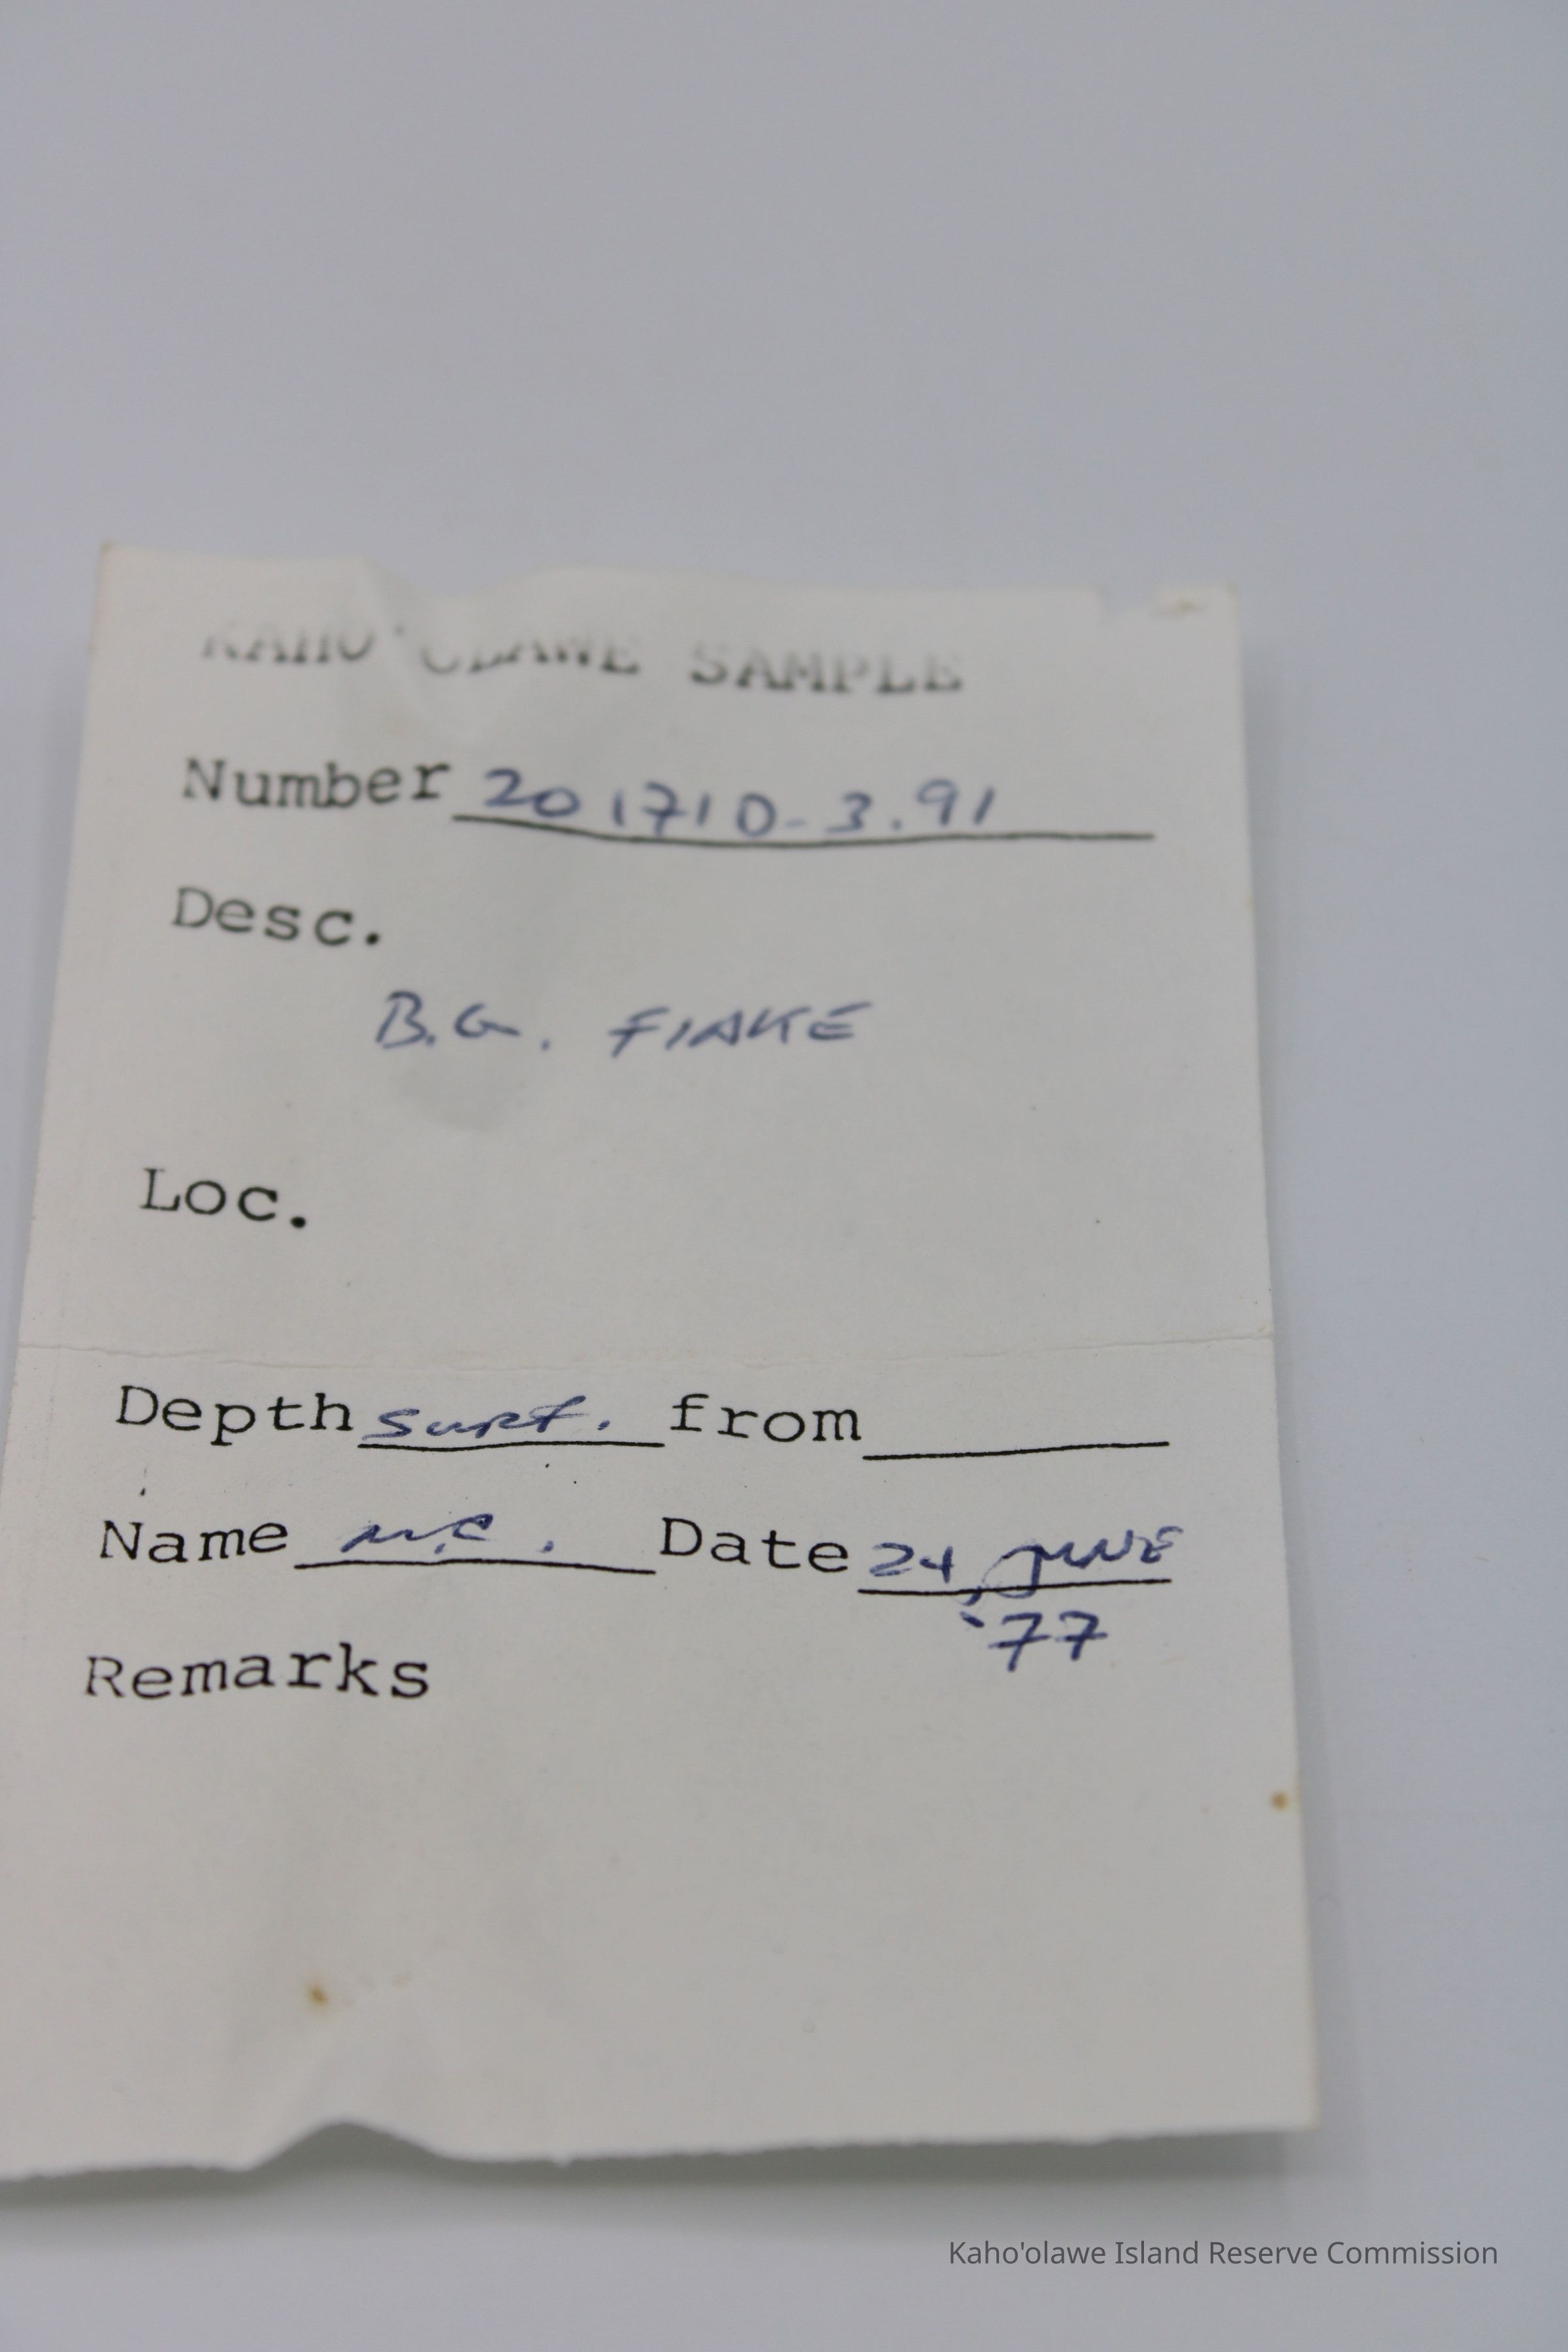 KAHO'OLAWE SAMPLE
Number 201710-3.91
Desc.
B.G. FLAKE
Loc.
Depth surf. from
Name Date 24, JUNE
'77
Remarks
Kaho'olawe Island Reserve Commission